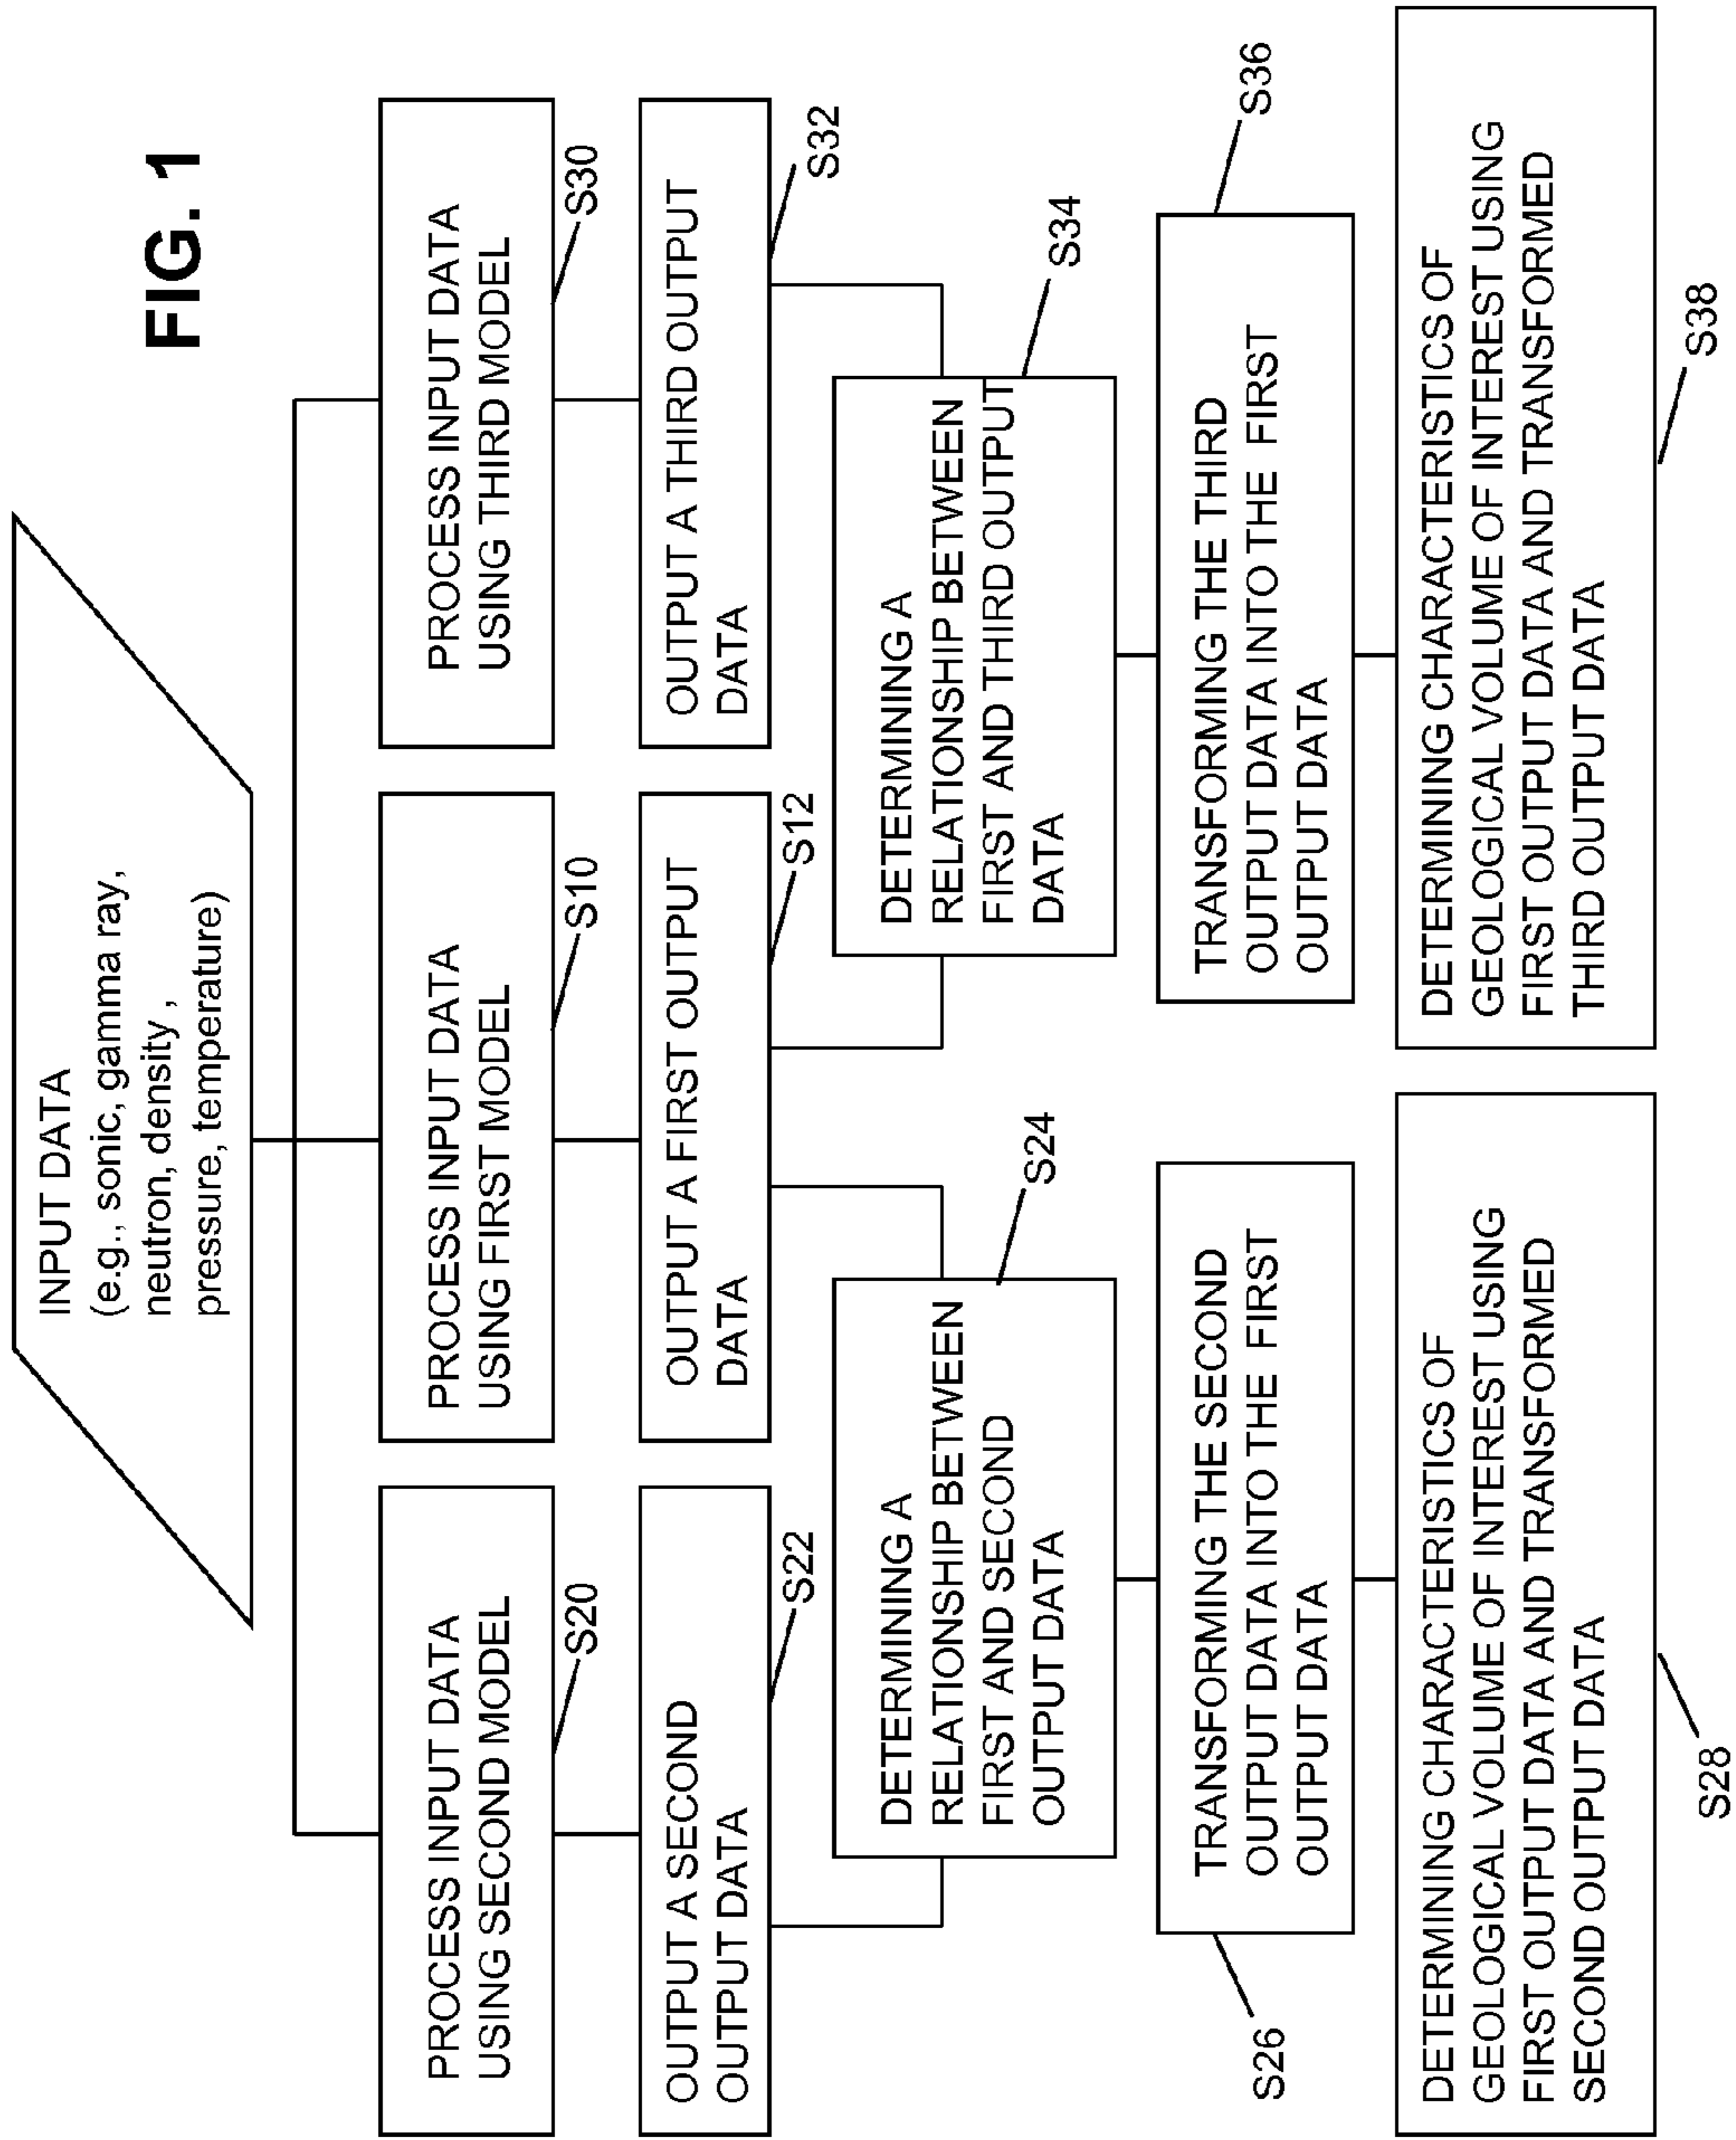 FIG. 1
INPUT DATA
(e.g., sonic, gamma ray,
neutron, density ,
pressure, temperature)
PROCESS INPUT DATA
USING SECOND MODEL
S20
PROCESS INPUT DATA
USING FIRST MODEL
S10
PROCESS INPUT DATA
USING THIRD MODEL
S30
OUTPUT A SECOND
OUTPUT DATA
S22
OUTPUT A FIRST OUTPUT
DATA
S12
OUTPUT A THIRD OUTPUT
DATA
S32
DETERMINING A
RELATIONSHIP BETWEEN
FIRST AND SECOND
OUTPUT DATA
S24
DETERMINING A
RELATIONSHIP BETWEEN
FIRST AND THIRD OUTPUT
DATA
S34
TRANSFORMING THE SECOND
OUTPUT DATA INTO THE FIRST
OUTPUT DATA
S26
TRANSFORMING THE THIRD
OUTPUT DATA INTO THE FIRST
OUTPUT DATA
S36
DETERMINING CHARACTERISTICS OF
GEOLOGICAL VOLUME OF INTEREST USING
FIRST OUTPUT DATA AND TRANSFORMED
SECOND OUTPUT DATA
S28
DETERMINING CHARACTERISTICS OF
GEOLOGICAL VOLUME OF INTEREST USING
FIRST OUTPUT DATA AND TRANSFORMED
THIRD OUTPUT DATA
S38